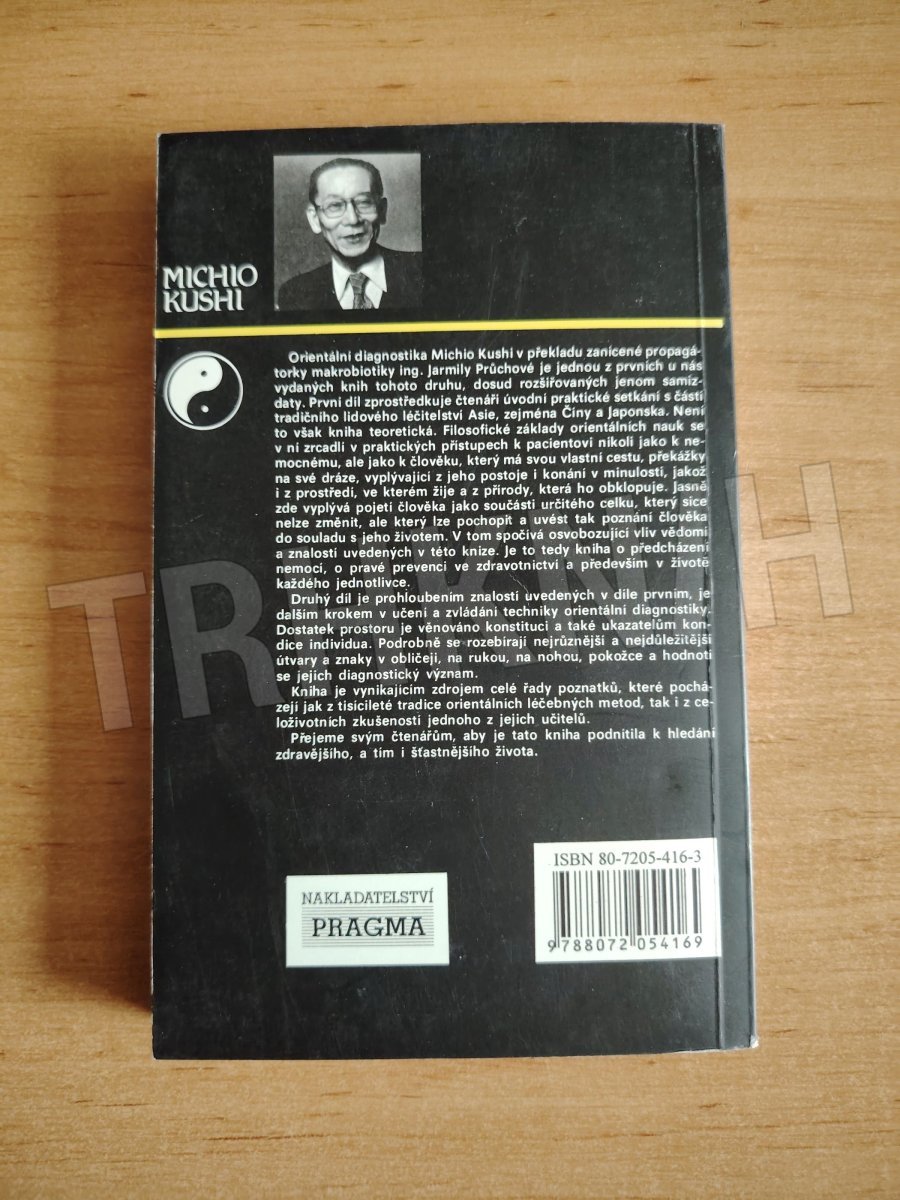 MICHIO
KUSHI
Orientální diagnostika Michio Kushi v překladu zanícené propagá-
torky makrobiotiky ing. Jarmily Průchové je jednou z prvních u nás
vydaných knih tohoto druhu, dosud rozšiřovaných jenom samiz-
daty. První díl zprostředkuje čtenáři úvodní praktické setkání s částí
tradičního lidového léčitelství Asie, zejména Číny a Japonska. Není
to však kniha teoretická. Filosofické základy orientálních nauk se
v ní zrcadlí v praktických přístupech k pacientovi nikoli jako k ne-
mocnému, ale jako k člověku, který má svou vlastní cestu, překážky
na své dráze, vyplývající z jeho postoje i konání v minulosti, jakož
i z prostředí, ve kterém žije a z přírody, která ho obklopuje. Jasně
zde vyplývá pojetí člověka jako součásti určitého celku, který sice
nelze změnit, ale který lze pochopit a uvést tak poznání člověka
do souladu s jeho životem. V tom spočívá osvobozující vliv vědomí
a znalostí uvedených v této knize. Je to tedy kniha o předcházení
nemoci, o pravé prevenci ve zdravotnictví a především v životě
každého jednotlivce.
Druhý díl je prohloubením znalostí uvedených v díle prvním, je
dalším krokem v učení a zvládání techniky orientální diagnostiky.
Dostatek prostoru je věnováno konstituci a také ukazatelům kon-
dice individua. Podrobně se rozebírají nejrůznější a nejdůležitější
útvary a znaky v obličeji, na rukou, na nohou, pokožce a hodnotí
se jejich diagnostický význam.
Kniha je vynikajícím zdrojem celé řady poznatků, které pochá-
zejí jak z tisícileté tradice orientálních léčebných metod, tak i z ce-
loživotních zkušeností jednoho z jejich učitelů.
Přejeme svým čtenářům, aby je tato kniha podnítila k hledání
zdravějšího, a tím i šťastnějšího života.
NAKLADATELSTVÍ
PRAGMA
ISBN 80-7205-416-3
9 788072 054169